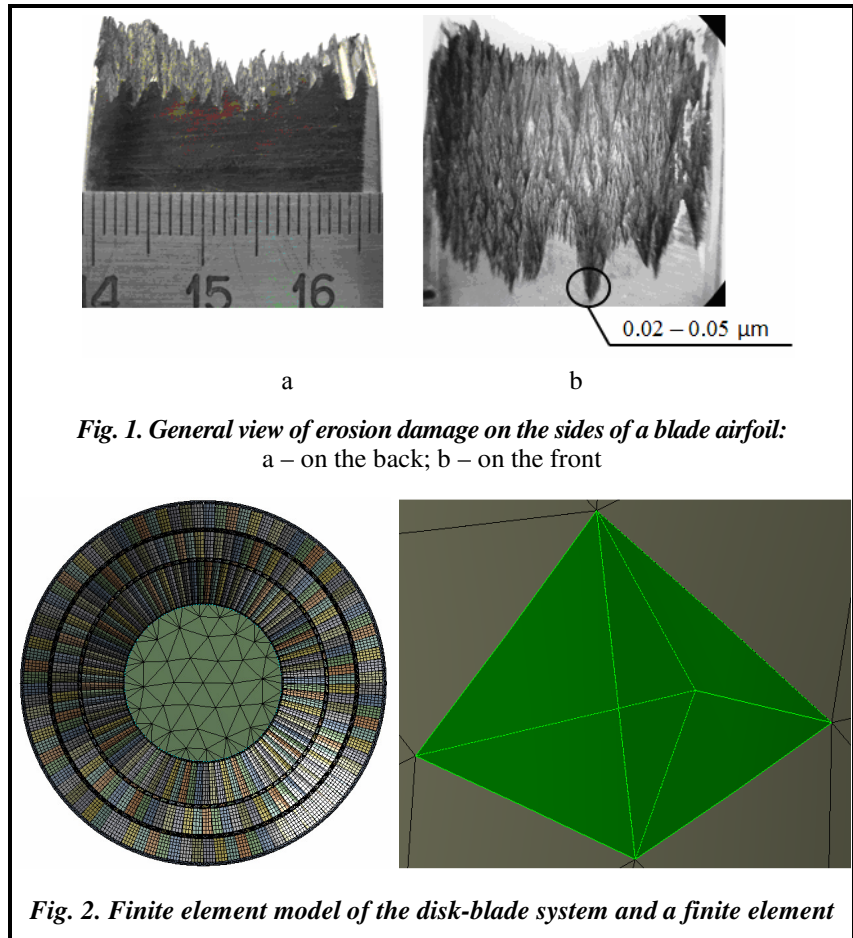 14 15 16
0.02 – 0.05 μm
a b
Fig. 1. General view of erosion damage on the sides of a blade airfoil:
a – on the back; b – on the front
Fig. 2. Finite element model of the disk-blade system and a finite element